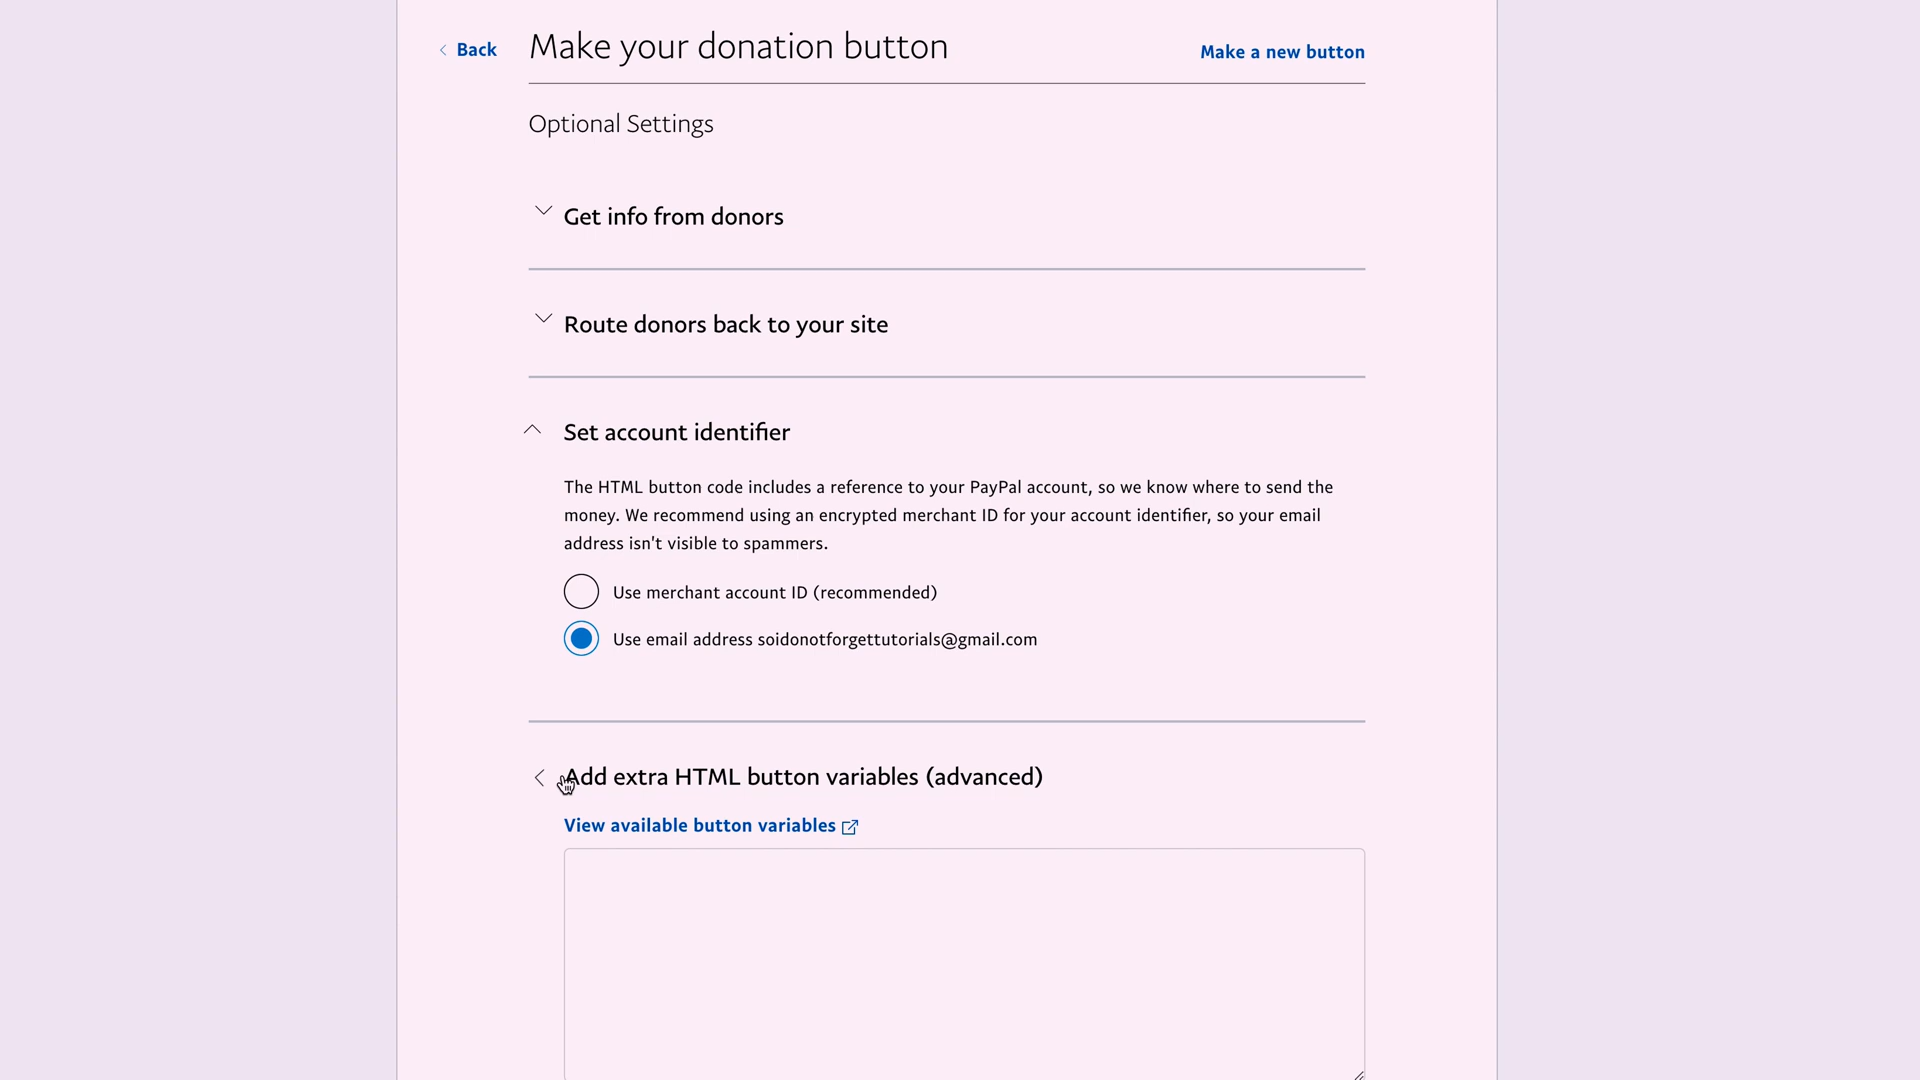 Back
Make your donation button
Make a new button
Optional Settings
Get info from donors
Route donors back to your site
Set account identifier
The HTML button code includes a reference to your PayPal account, so we know where to send the
money. We recommend using an encrypted merchant ID for your account identifier, so your email
address isn't visible to spammers.
Use merchant account ID (recommended)
Use email address soidonotforgettutorials@gmail.com
Add extra HTML button variables (advanced)
View available button variables